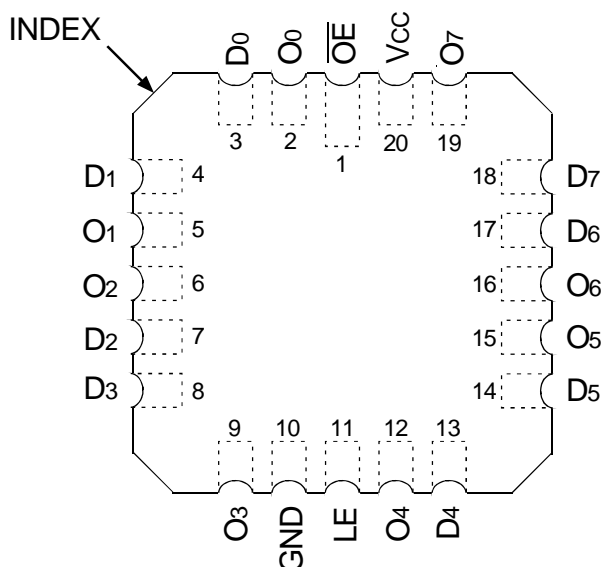 INDEX
D0 O0 O̅E̅ VCC O7
3 2 1 20 19
D1 4 18 D7
O1 5 17 D6
O2 6 16 O6
D2 7 15 O5
D3 8 14 D5
9 10 11 12 13
O3 GND LE O4 D4